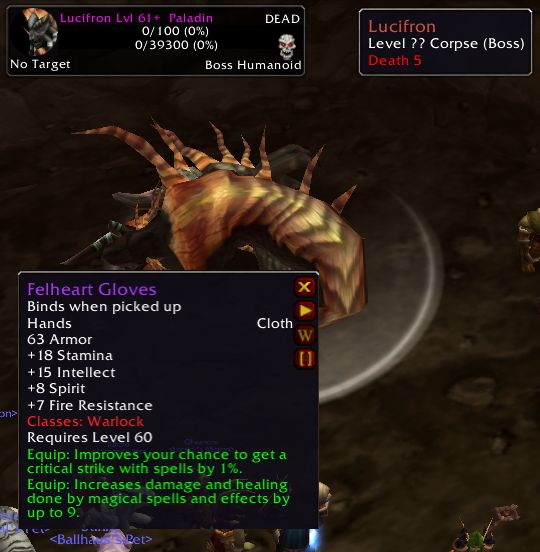 Lucifron Lvl 61+ Paladin
DEAD
0/100 (0%)
0/39300 (0%)
No Target
Boss Humanoid
Lucifron
Level ?? Corpse (Boss)
Death 5
Felheart Gloves
Binds when picked up
Hands
Cloth
63 Armor
+18 Stamina
+15 Intellect
+8 Spirit
+7 Fire Resistance
Classes: Warlock
Requires Level 60
Equip: Improves your chance to get a
critical strike with spells by 1%.
Equip: Increases damage and healing
done by magical spells and effects by
up to 9.
W